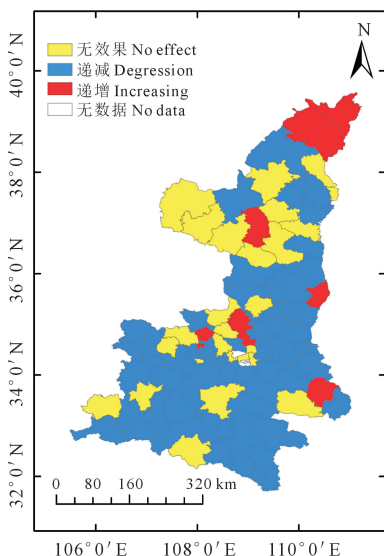 无效果 No effect
递减 Degression
递增 Increasing
无数据 No data
N
40°0′N
38°0′N
36°0′N
34°0′N
32°0′N
0 80 160 320 km
106°0′E 108°0′E 110°0′E